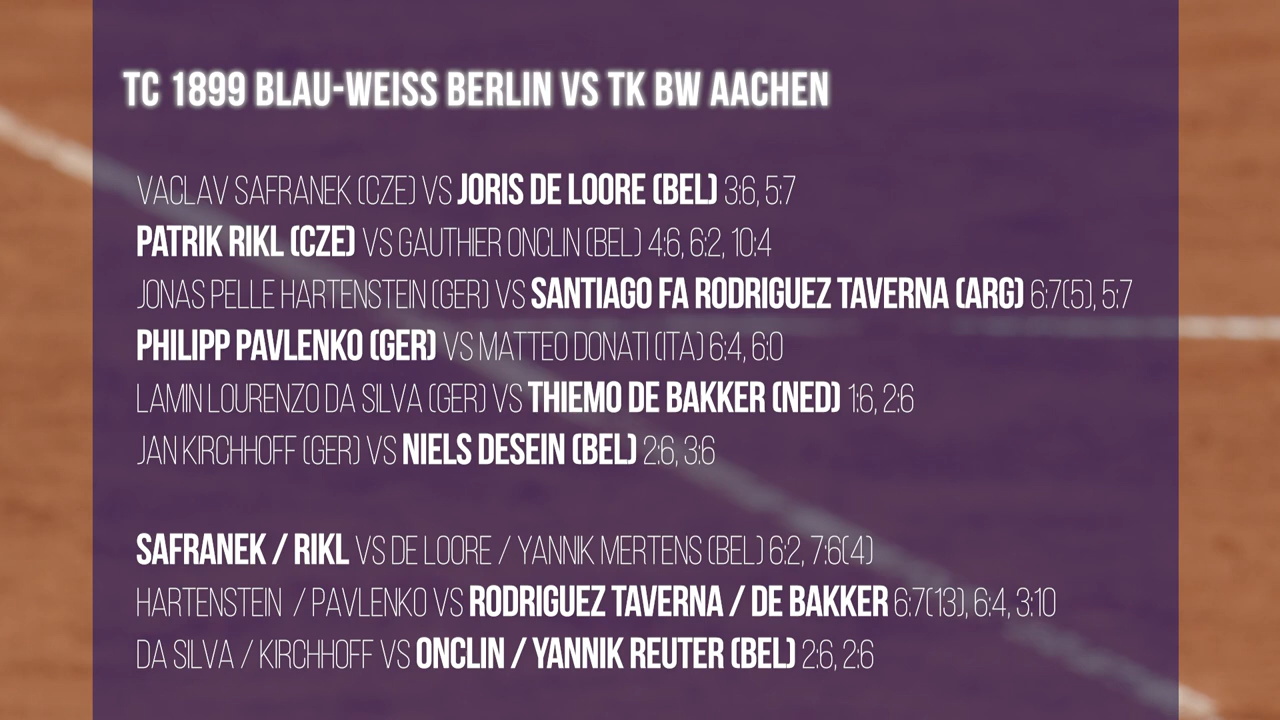 TC 1899 BLAU-WEISS BERLIN VS TK BW AACHEN
VACLAV SAFRANEK (CZE) VS JORIS DE LOORE (BEL) 3:6, 5:7
PATRIK RIKL (CZE) VS GAUTHIER ONCLIN (BEL) 4:6, 6:2, 10:4
JONAS PELLE HARTENSTEIN (GER) VS SANTIAGO FA RODRIGUEZ TAVERNA (ARG) 6:7(5), 5:7
PHILIPP PAVLENKO (GER) VS MATTEO DONATI (ITA) 6:4, 6:0
LAMIN LOURENZO DA SILVA (GER) VS THIEMO DE BAKKER (NED) 1:6, 2:6
JAN KIRCHHOFF (GER) VS NIELS DESEIN (BEL) 2:6, 3:6
SAFRANEK / RIKL VS DE LOORE / YANNIK MERTENS (BEL) 6:2, 7:6(4)
HARTENSTEIN / PAVLENKO VS RODRIGUEZ TAVERNA / DE BAKKER 6:7(13), 6:4, 3:10
DA SILVA / KIRCHHOFF VS ONCLIN / YANNIK REUTER (BEL) 2:6, 2:6